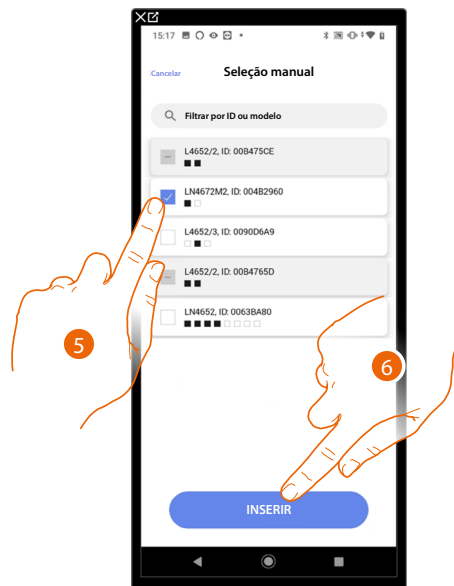 15:17
Cancelar
Seleção manual
Filtrar por ID ou modelo
L4652/2, ID: 00B475CE
LN4672M2, ID: 004B2960
L4652/3, ID: 0090D6A9
L4652/2, ID: 00B4765D
LN4652, ID: 0063BA80
5
6
INSERIR